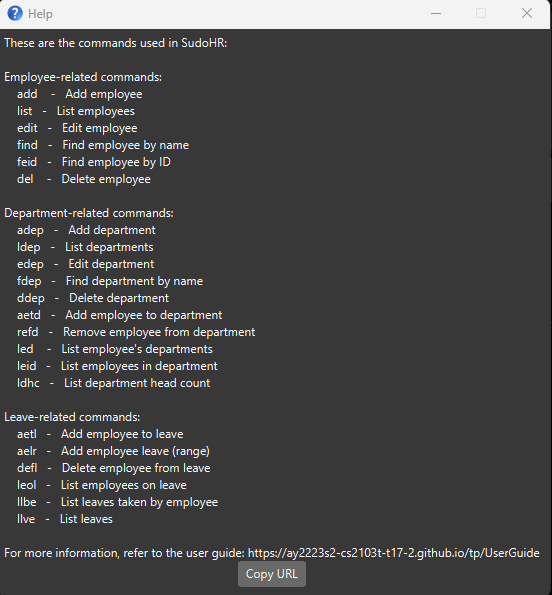 Help
These are the commands used in SudoHR:
Employee-related commands:
add - Add employee
list - List employees
edit - Edit employee
find - Find employee by name
feid - Find employee by ID
del - Delete employee
Department-related commands:
adep - Add department
ldep - List departments
edep - Edit department
fdep - Find department by name
ddep - Delete department
aetd - Add employee to department
refd - Remove employee from department
led - List employee's departments
leid - List employees in department
ldhc - List department head count
Leave-related commands:
aetl - Add employee to leave
aelr - Add employee leave (range)
defl - Delete employee from leave
leol - List employees on leave
llbe - List leaves taken by employee
llve - List leaves
For more information, refer to the user guide: https://ay2223s2-cs2103t-t17-2.github.io/tp/UserGuide
Copy URL